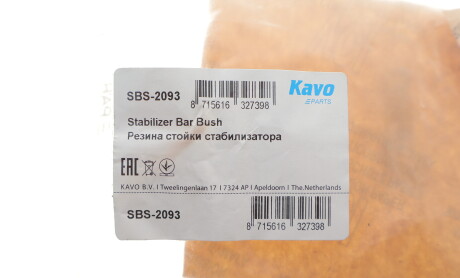 SBS-2093
8 715616 327398
Kavo
PARTS
Stabilizer Bar Bush
Резина стойки стабилизатора
EAC
KAVO B.V. I Tweelingenlaan 17 I 7324 AP I Apeldoorn I The.Netherlands
SBS-2093
8 715616 327398